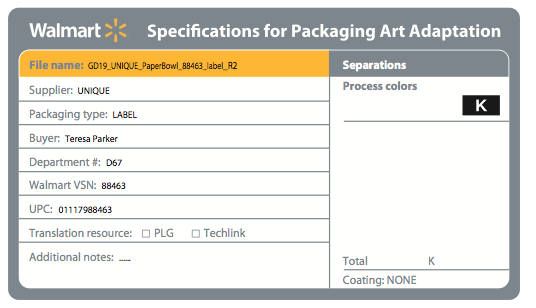 Walmart Specifications for Packaging Art Adaptation
File name: GD19_UNIQUE_PaperBowl_88463_label_R2
Separations
Supplier: UNIQUE
Process colors
K
Packaging type: LABEL
Buyer: Teresa Parker
Department #: D67
Walmart VSN: 88463
UPC: 01117988463
Translation resource: ☐ PLG ☐ Techlink
Additional notes: .....
Total K
Coating: NONE